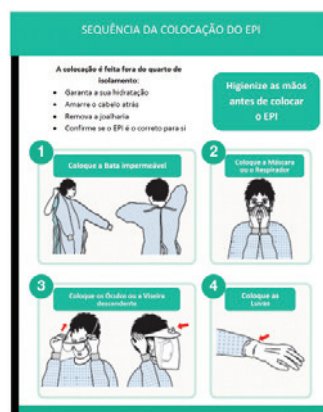 SEQUÊNCIA DA COLOCAÇÃO DO EPI
A colocação é feita fora do quarto de
isolamento:
• Garanta a sua hidratação
• Amarre o cabelo atrás
• Remova a joalharia
• Confirme se o EPI é o correto para si
Higienize as mãos
antes de colocar
o EPI
1
Coloque a Bata impermeável
2
Coloque a Máscara
ou o Respirador
3
Coloque os Óculos ou a Viseira
descendente
4
Coloque as
Luvas